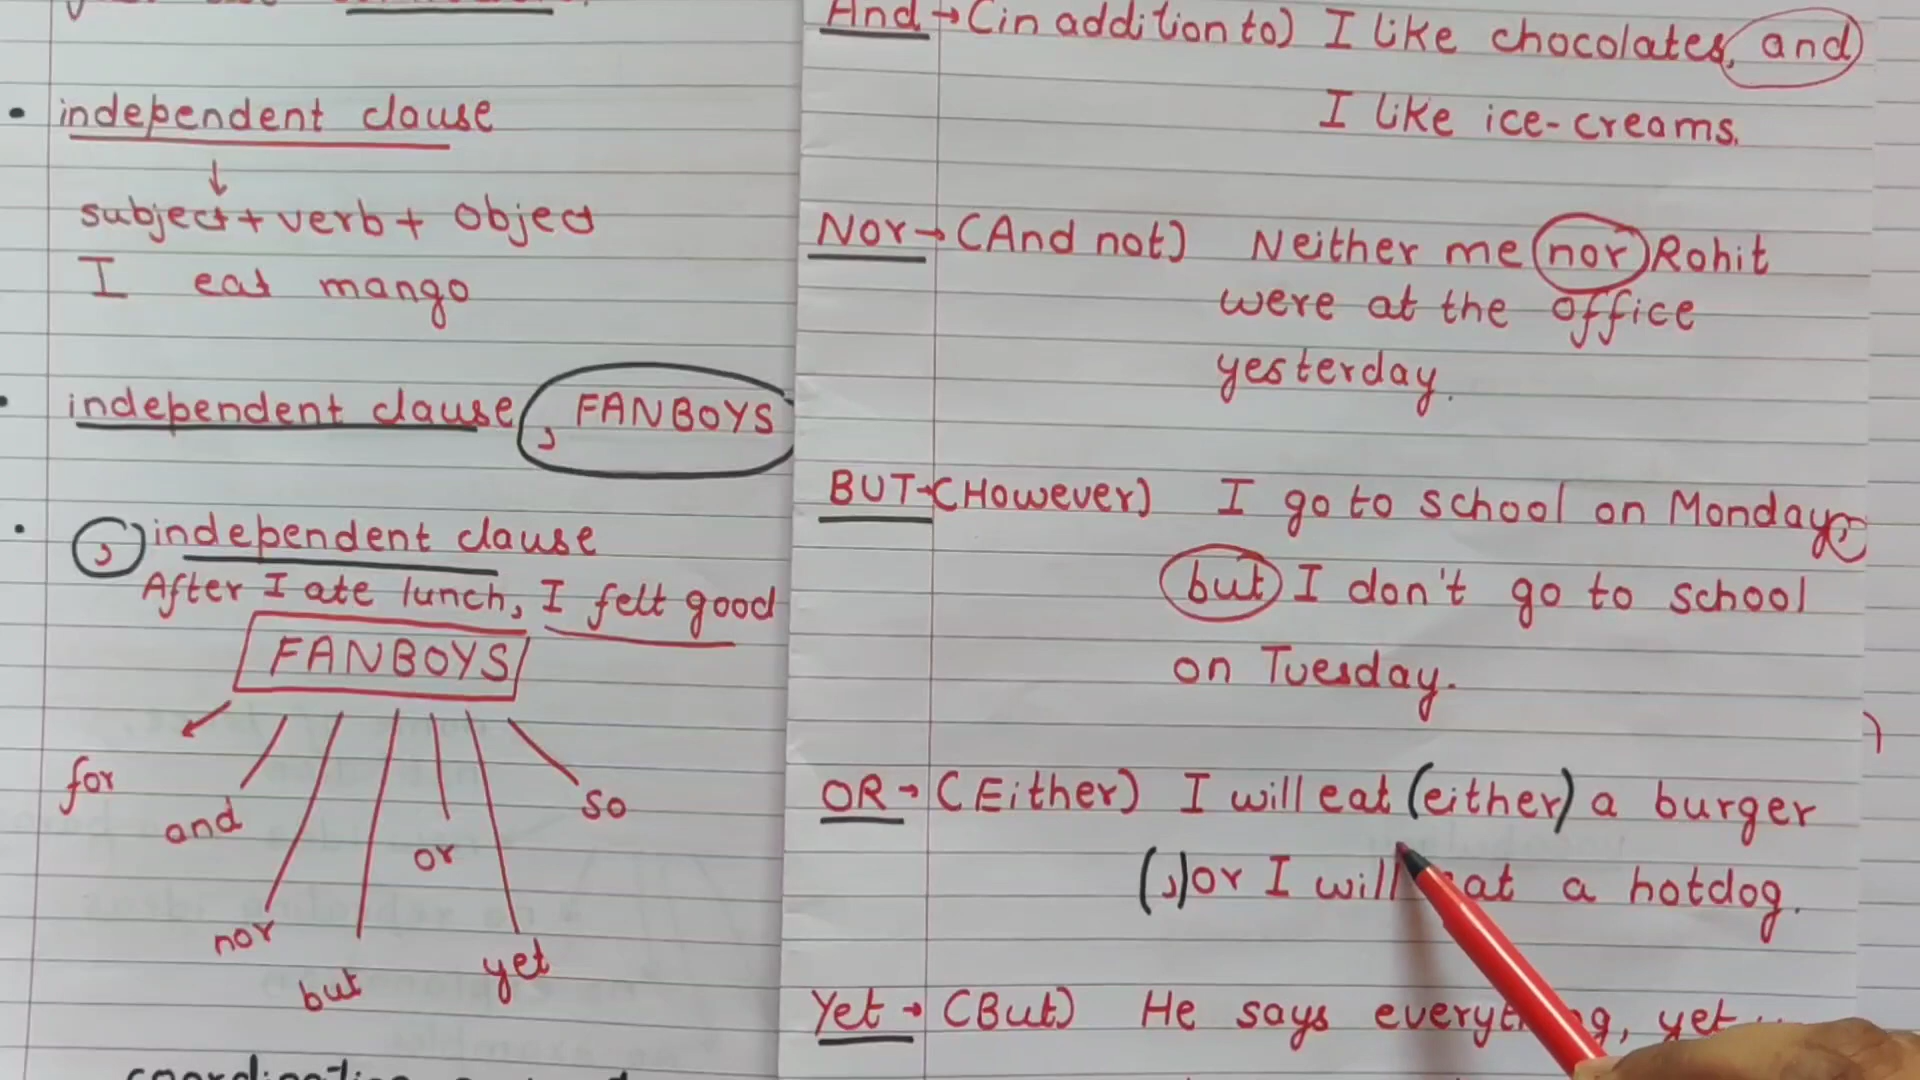 independent clause
subject + verb + object
I eat mango
independent clause, FANBOYS
, independent clause
After I ate lunch, I felt good
FANBOYS
for
and
nor
but
or
yet
so
And → (in addition to) I like chocolates, and
I like ice-creams.
Nor → (And not) Neither me nor Rohit
were at the office
yesterday.
BUT → (However) I go to school on Monday,
but I don't go to school
on Tuesday.
OR → (Either) I will eat (either) a burger
(,) or I will eat a hotdog.
Yet → (But) He says everything, yet